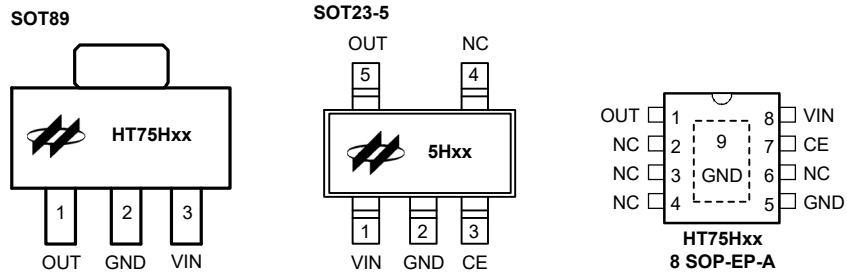 SOT89
HT75Hxx
1 2 3
OUT GND VIN
SOT23-5
OUT NC
5 4
5Hxx
1 2 3
VIN GND CE
OUT 1 8 VIN
NC 2 9 7 CE
NC 3 GND 6 NC
NC 4 5 GND
HT75Hxx
8 SOP-EP-A